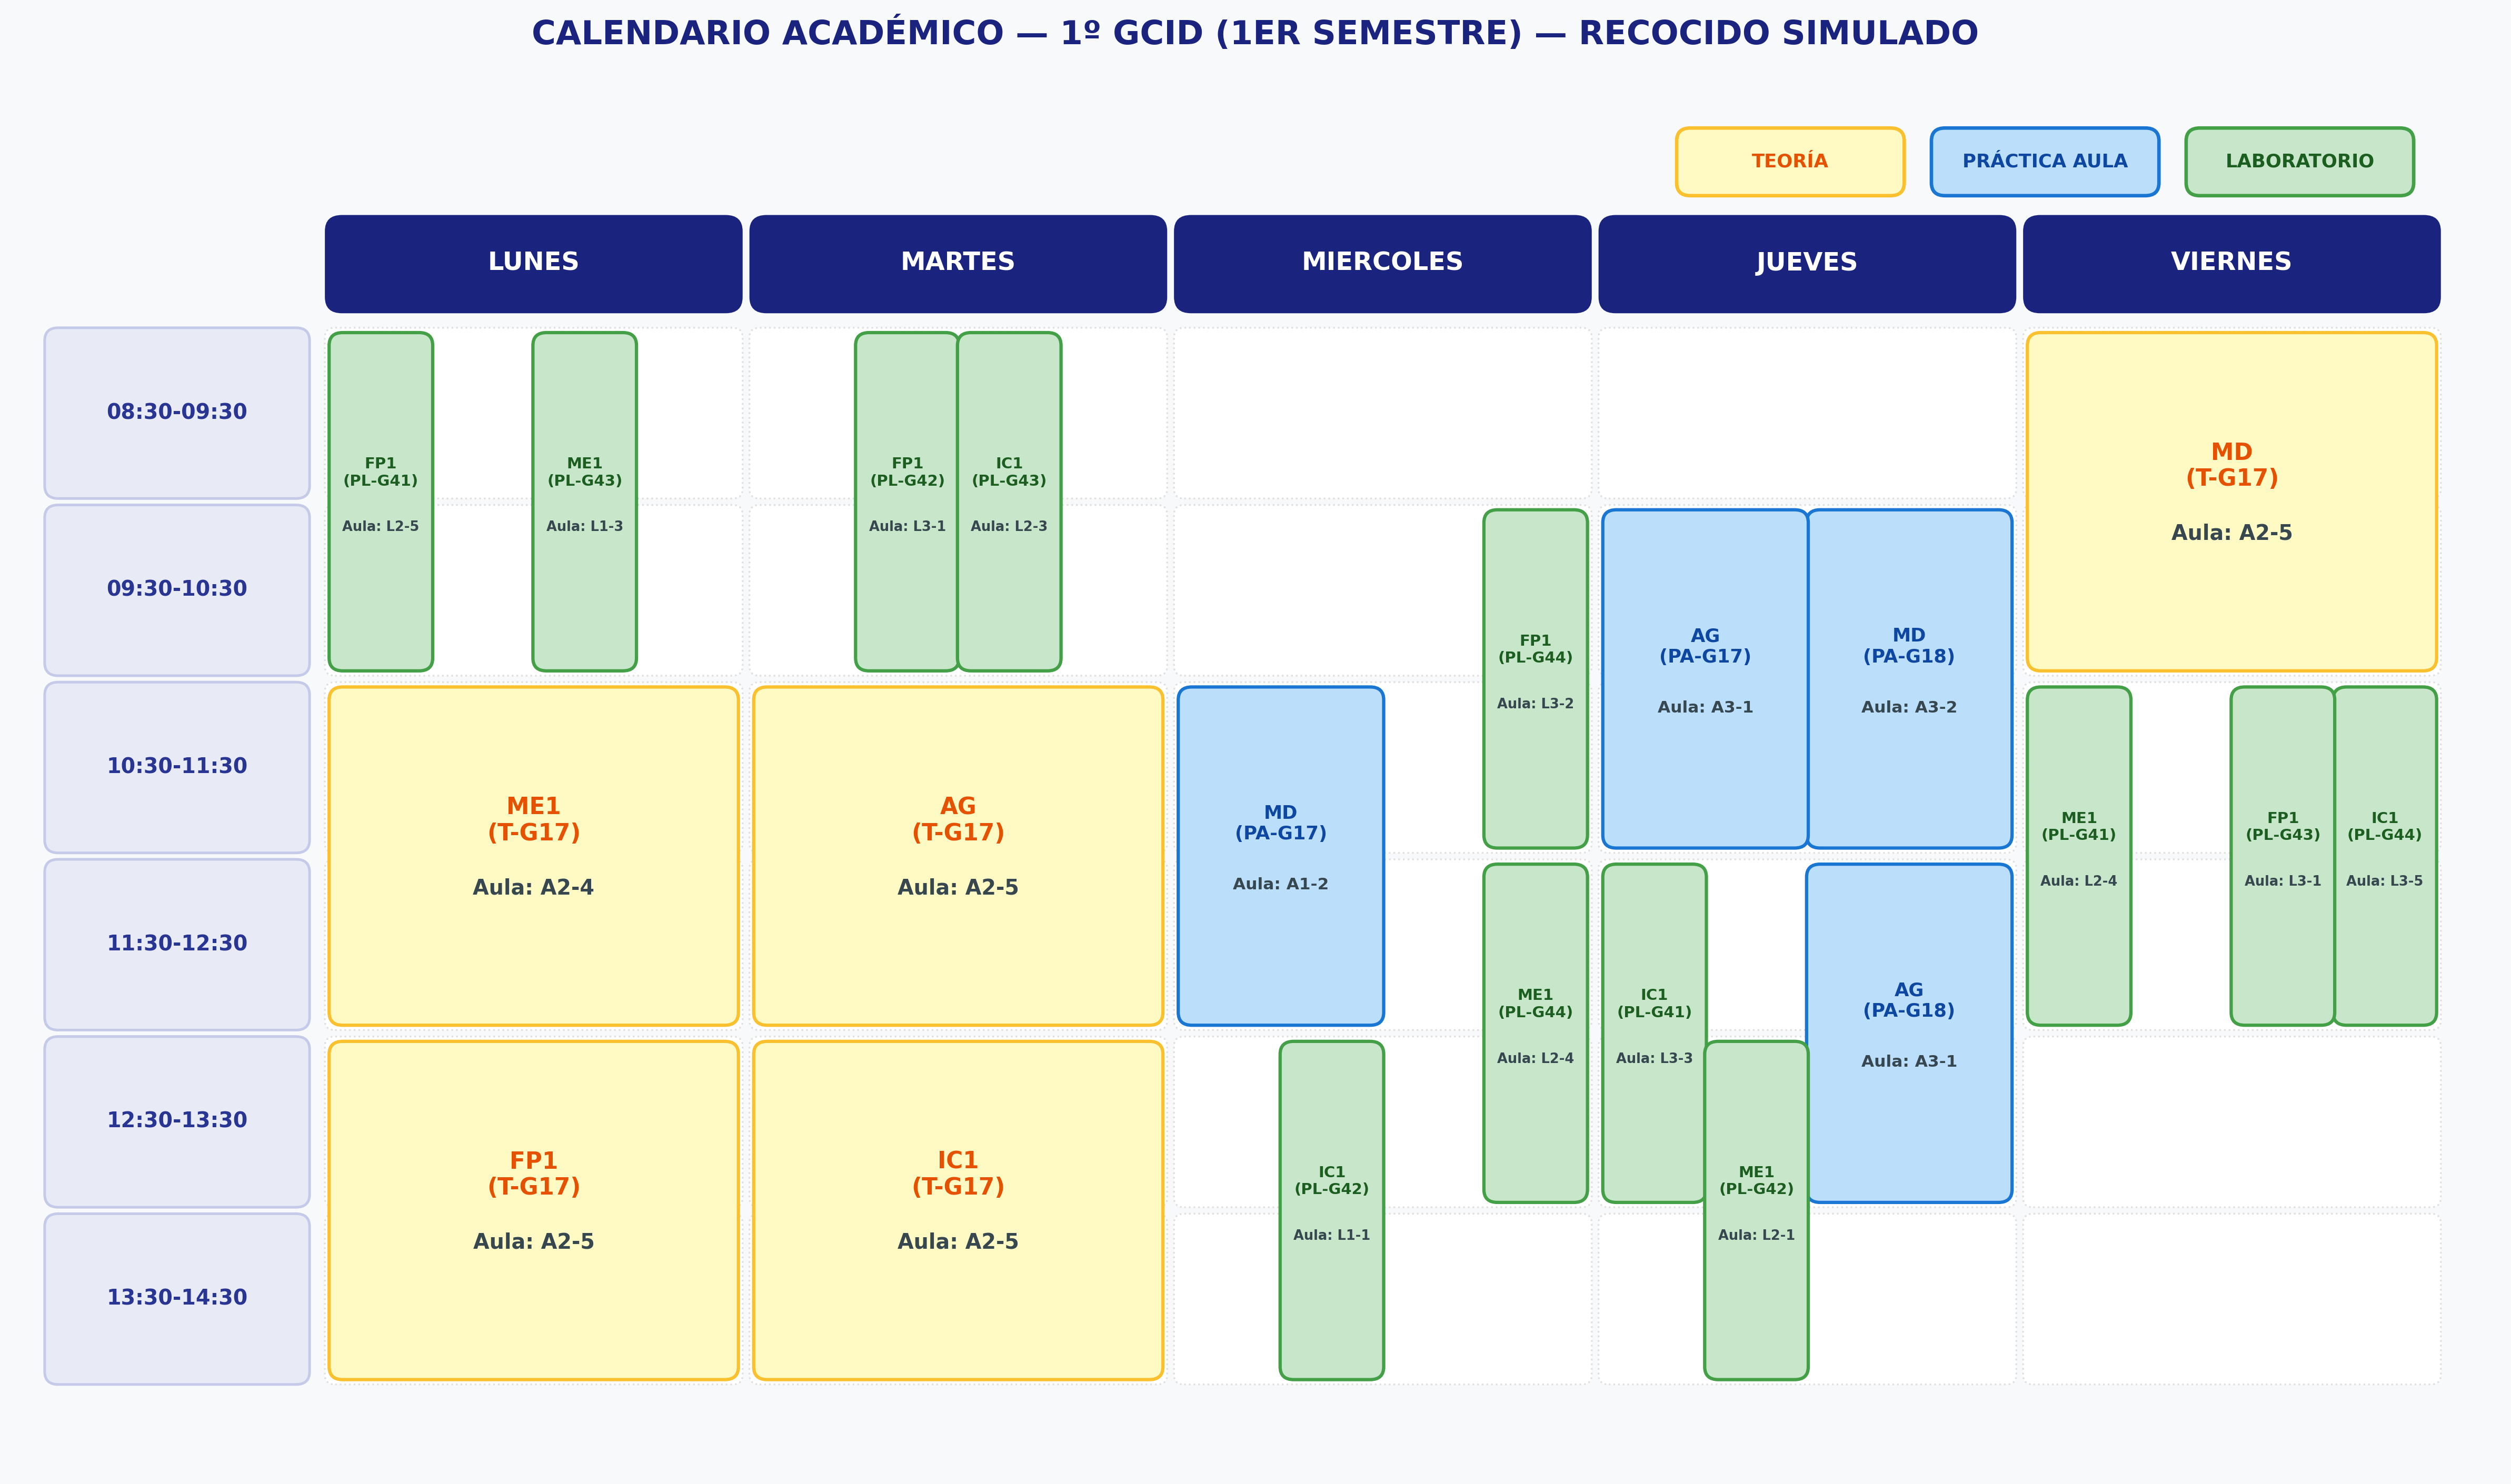 CALENDARIO ACADÉMICO — 1º GCID (1ER SEMESTRE) — RECOCIDO SIMULADO
TEORÍA
PRÁCTICA AULA
LABORATORIO
LUNES
MARTES
MIERCOLES
JUEVES
VIERNES
08:30-09:30
09:30-10:30
10:30-11:30
11:30-12:30
12:30-13:30
13:30-14:30
FP1
(PL-G41)
Aula: L2-5
ME1
(PL-G43)
Aula: L1-3
ME1
(T-G17)
Aula: A2-4
FP1
(T-G17)
Aula: A2-5
FP1
(PL-G42)
Aula: L3-1
IC1
(PL-G43)
Aula: L2-3
AG
(T-G17)
Aula: A2-5
IC1
(T-G17)
Aula: A2-5
FP1
(PL-G44)
Aula: L3-2
MD
(PA-G17)
Aula: A1-2
ME1
(PL-G44)
Aula: L2-4
IC1
(PL-G42)
Aula: L1-1
AG
(PA-G17)
Aula: A3-1
MD
(PA-G18)
Aula: A3-2
IC1
(PL-G41)
Aula: L3-3
AG
(PA-G18)
Aula: A3-1
ME1
(PL-G42)
Aula: L2-1
MD
(T-G17)
Aula: A2-5
ME1
(PL-G41)
Aula: L2-4
FP1
(PL-G43)
Aula: L3-1
IC1
(PL-G44)
Aula: L3-5